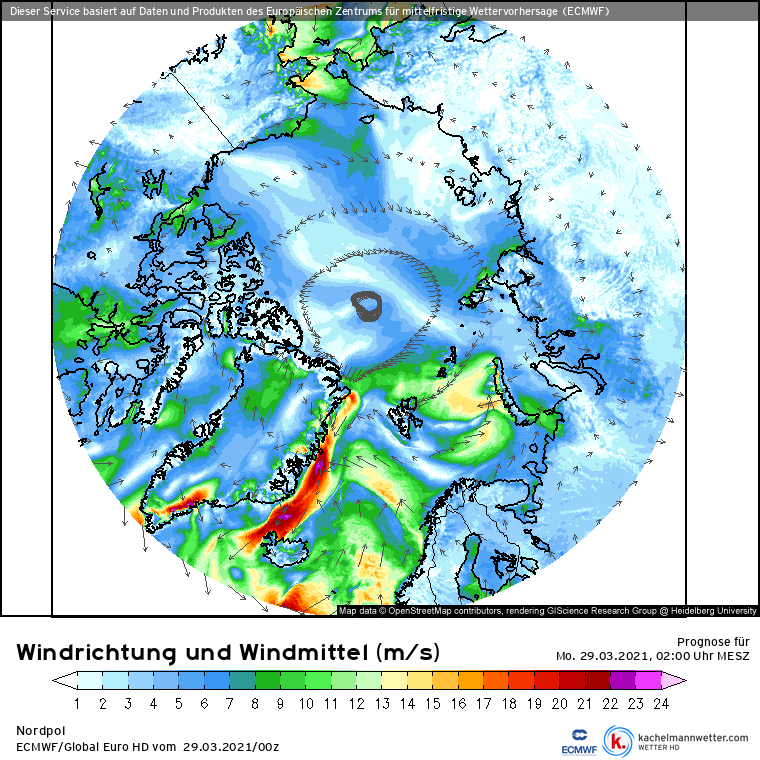 Dieser Service basiert auf Daten und Produkten des Europäischen Zentrums für mittelfristige Wettervorhersage (ECMWF)
Map data © OpenStreetMap contributors, rendering GIScience Research Group @ Heidelberg University
Windrichtung und Windmittel (m/s)
Prognose für
Mo. 29.03.2021, 02:00 Uhr MESZ
1 2 3 4 5 6 7 8 9 10 11 12 13 14 15 16 17 18 19 20 21 22 23 24
Nordpol
ECMWF/Global Euro HD vom 29.03.2021/00z
ECMWF
k.
kachelmannwetter.com
WETTER HD